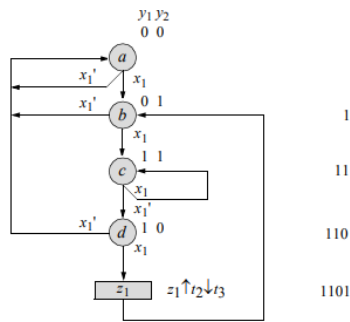 y₁ y₂
0 0
a
x₁' x₁
x₁' b 0 1 1
x₁
1 1
c 11
x₁
x₁'
x₁' d 1 0 110
x₁
z₁ z₁↑t₂↓t₃ 1101